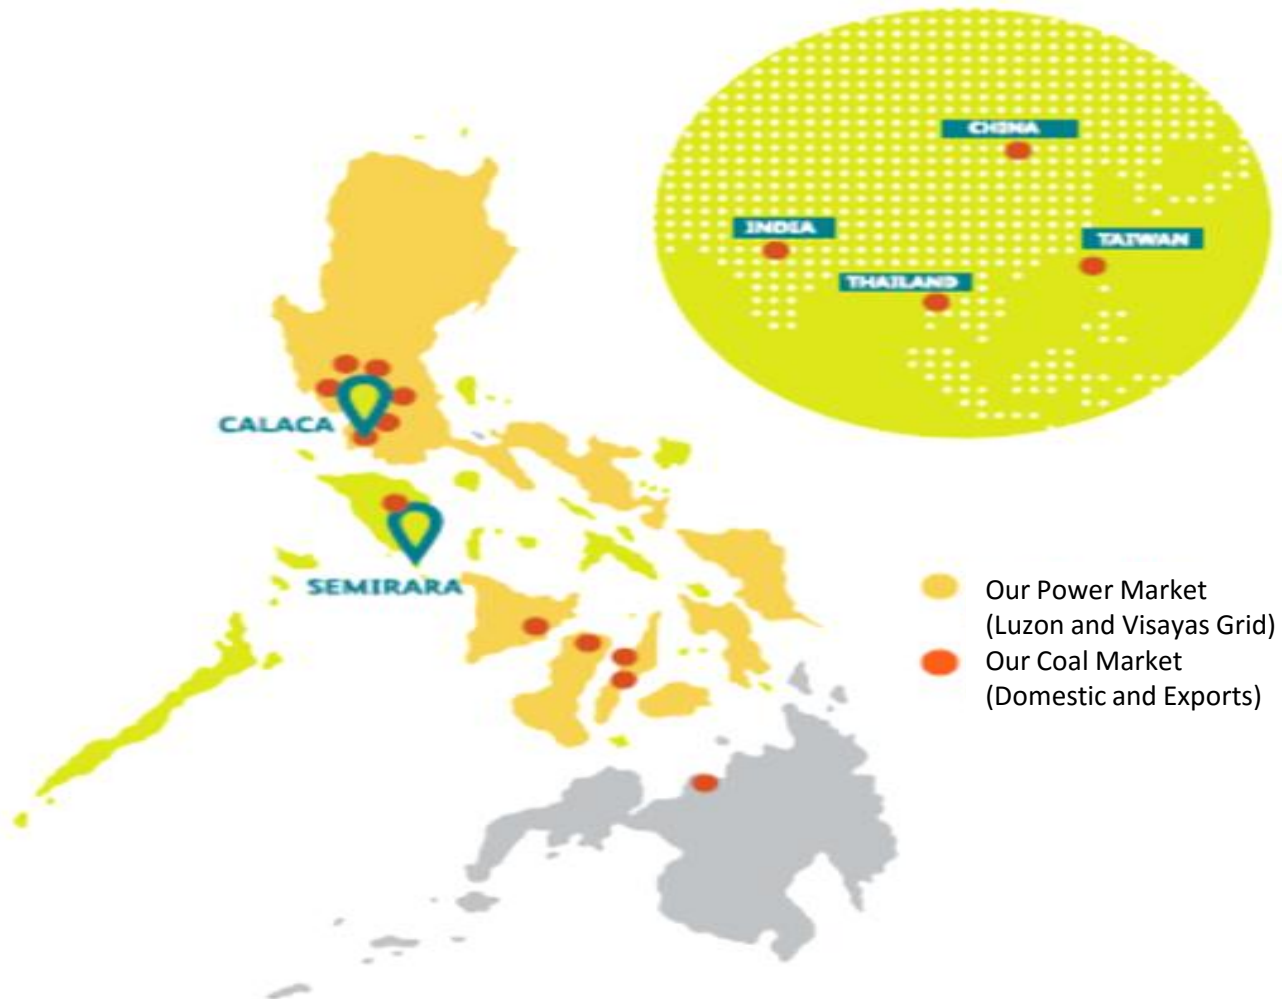 CHINA
INDIA
TAIWAN
THAILAND
CALACA
SEMIRARA
Our Power Market
(Luzon and Visayas Grid)
Our Coal Market
(Domestic and Exports)